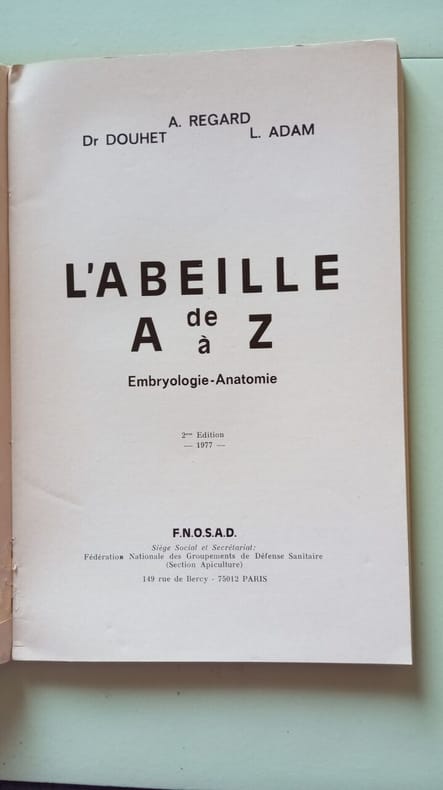 A. REGARD
Dr DOUHET L. ADAM
L'ABEILLE
A de à Z
Embryologie-Anatomie
2me Edition
— 1977 —
F.N.O.S.A.D.
Siège Social et Secrétariat:
Fédération Nationale des Groupements de Défense Sanitaire
(Section Apiculture)
149 rue de Bercy - 75012 PARIS